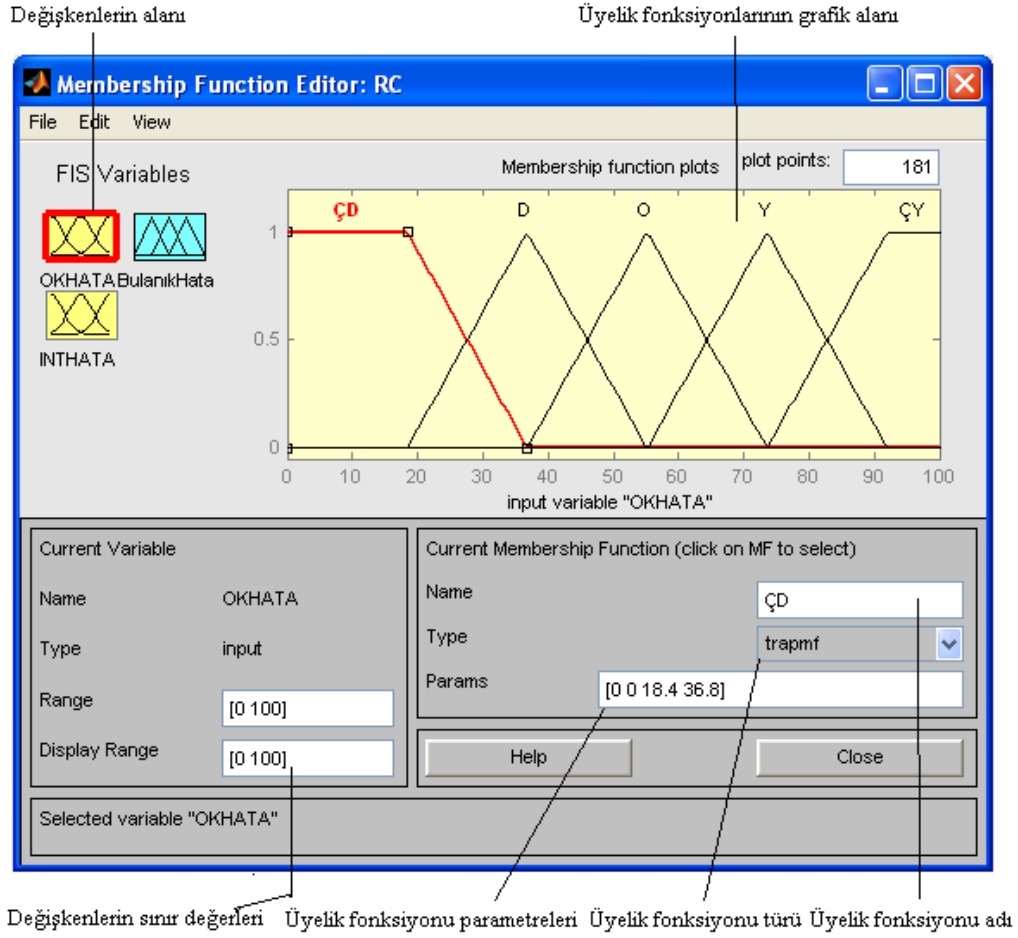 Değişkenlerin alanı
Üyelik fonksiyonlarının grafik alanı
Membership Function Editor: RC
File Edit View
FIS Variables
Membership function plots
plot points:
181
OKHATA
BulanıkHata
INTHATA
ÇD D O Y ÇY
1
0.5
0
0 10 20 30 40 50 60 70 80 90 100
input variable "OKHATA"
Current Variable
Name OKHATA
Type input
Range [0 100]
Display Range [0 100]
Current Membership Function (click on MF to select)
Name ÇD
Type trapmf
Params [0 0 18.4 36.8]
Help Close
Selected variable "OKHATA"
Değişkenlerin sınır değerleri
Üyelik fonksiyonu parametreleri
Üyelik fonksiyonu türü
Üyelik fonksiyonu adı